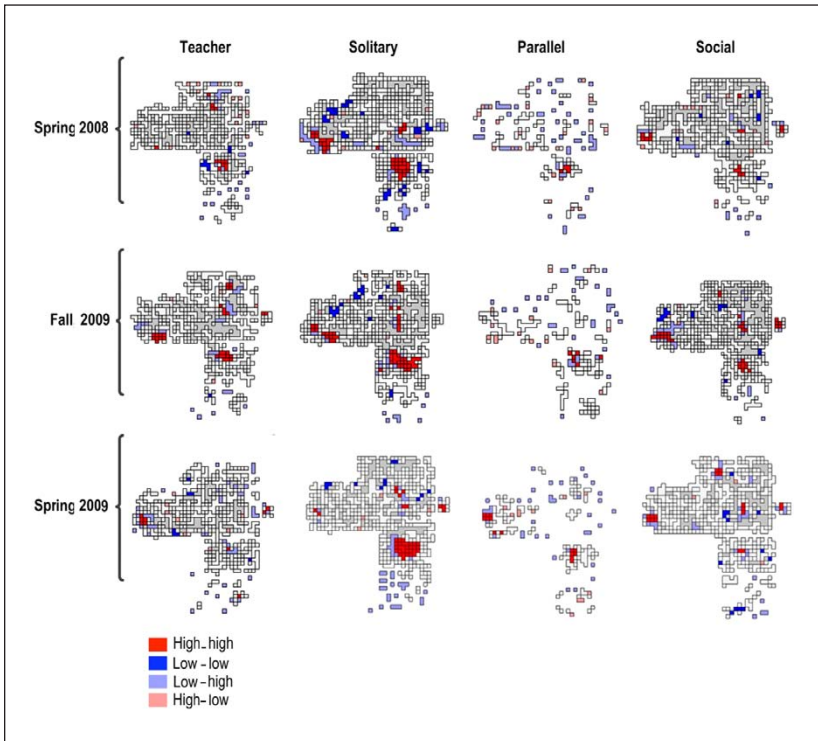 Teacher Solitary Parallel Social
Spring 2008
Fall 2009
Spring 2009
High-high
Low-low
Low-high
High-low